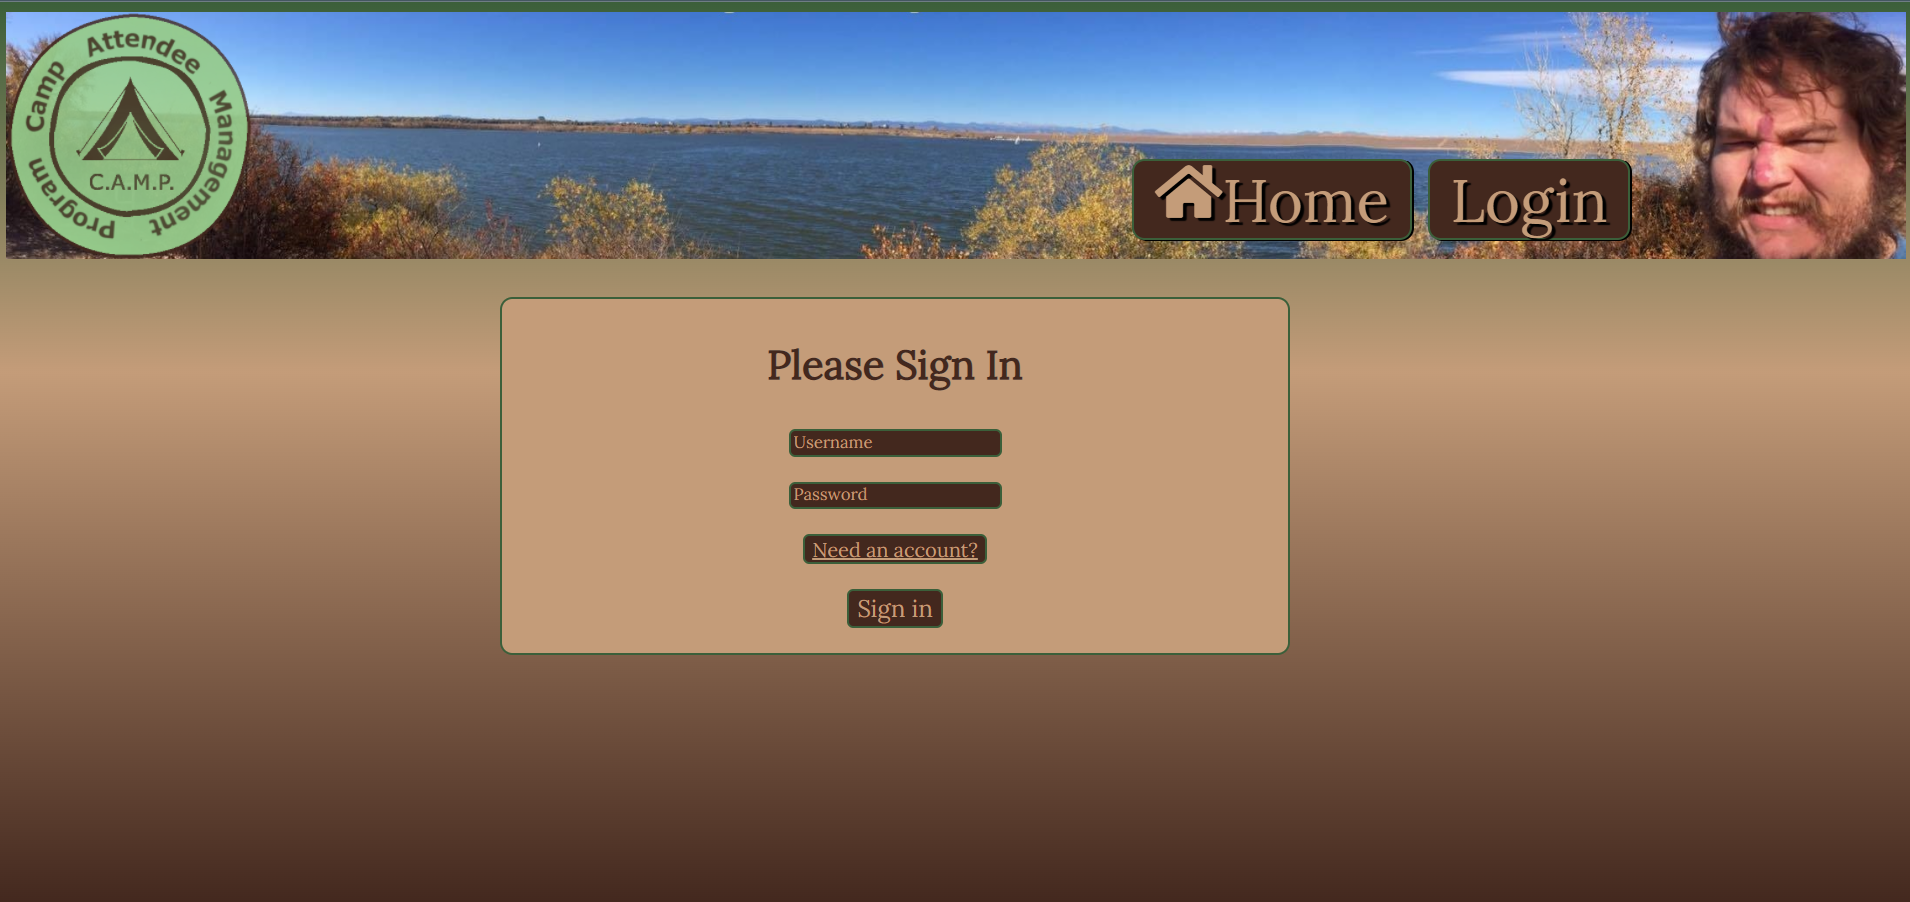 Camp Attendee Management Program
C.A.M.P.
Home
Login
Please Sign In
Username
Password
Need an account?
Sign in